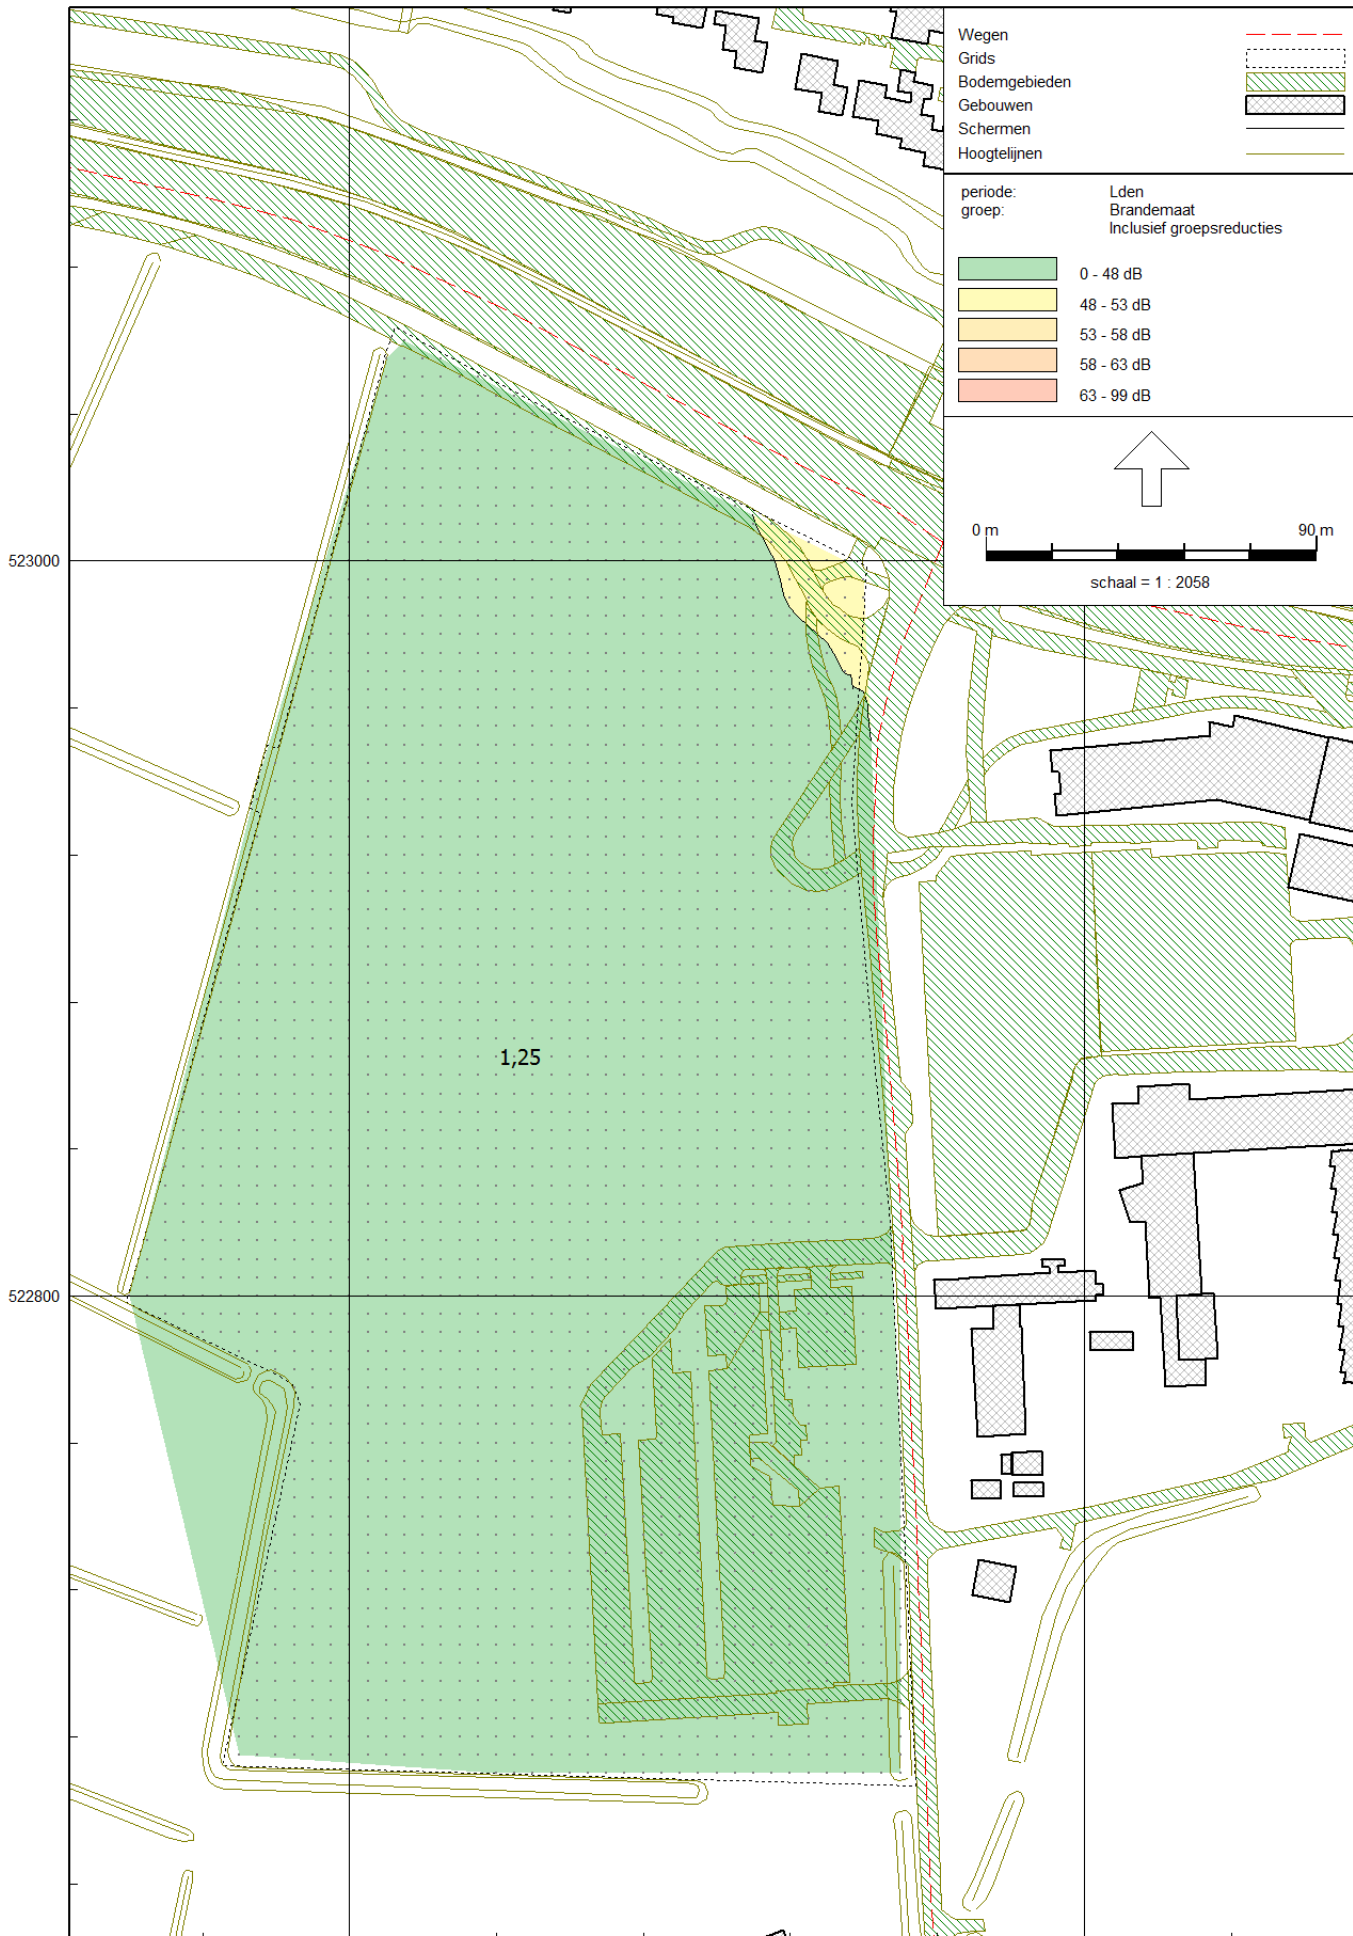 Wegen
Grids
Bodemgebieden
Gebouwen
Schermen
Hoogtelijnen
periode: Lden
groep: Brandemaat
Inclusief groepsreducties
0 - 48 dB
48 - 53 dB
53 - 58 dB
58 - 63 dB
63 - 99 dB
0 m 90 m
schaal = 1 : 2058
523000
1,25
522800